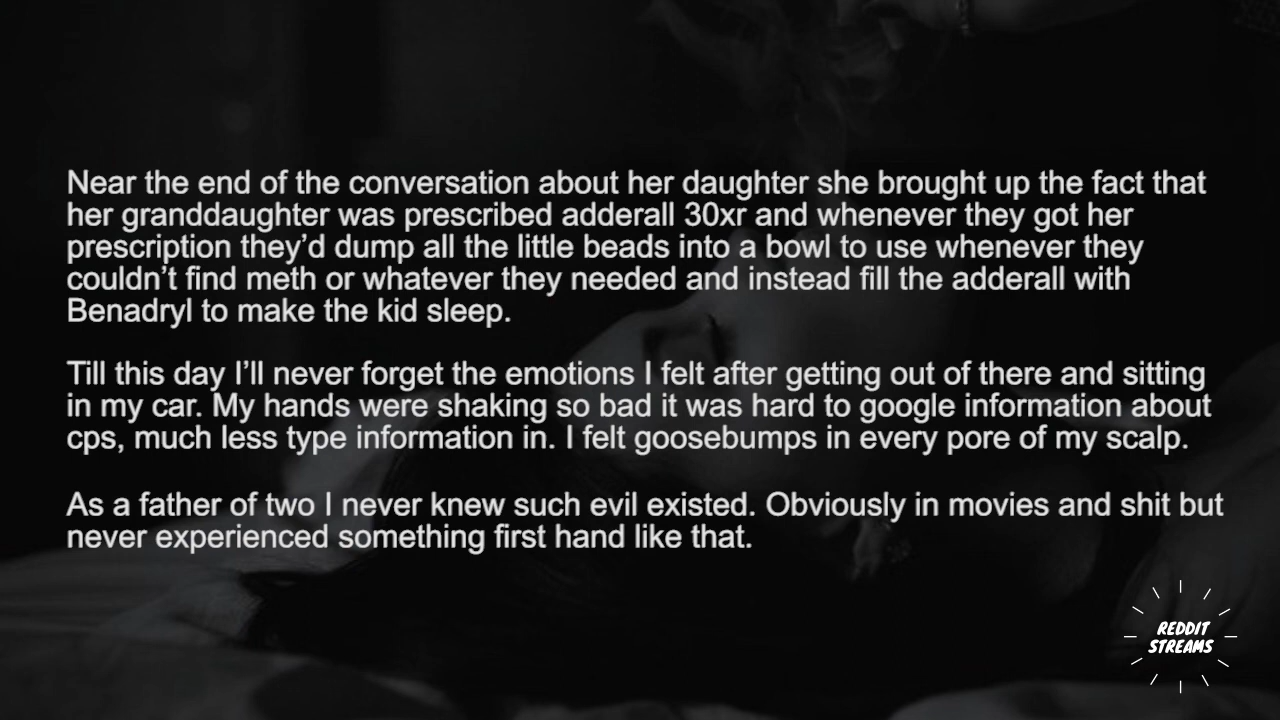 Near the end of the conversation about her daughter she brought up the fact that
her granddaughter was prescribed adderall 30xr and whenever they got her
prescription they’d dump all the little beads into a bowl to use whenever they
couldn’t find meth or whatever they needed and instead fill the adderall with
Benadryl to make the kid sleep.
Till this day I’ll never forget the emotions I felt after getting out of there and sitting
in my car. My hands were shaking so bad it was hard to google information about
cps, much less type information in. I felt goosebumps in every pore of my scalp.
As a father of two I never knew such evil existed. Obviously in movies and shit but
never experienced something first hand like that.
REDDIT
STREAMS